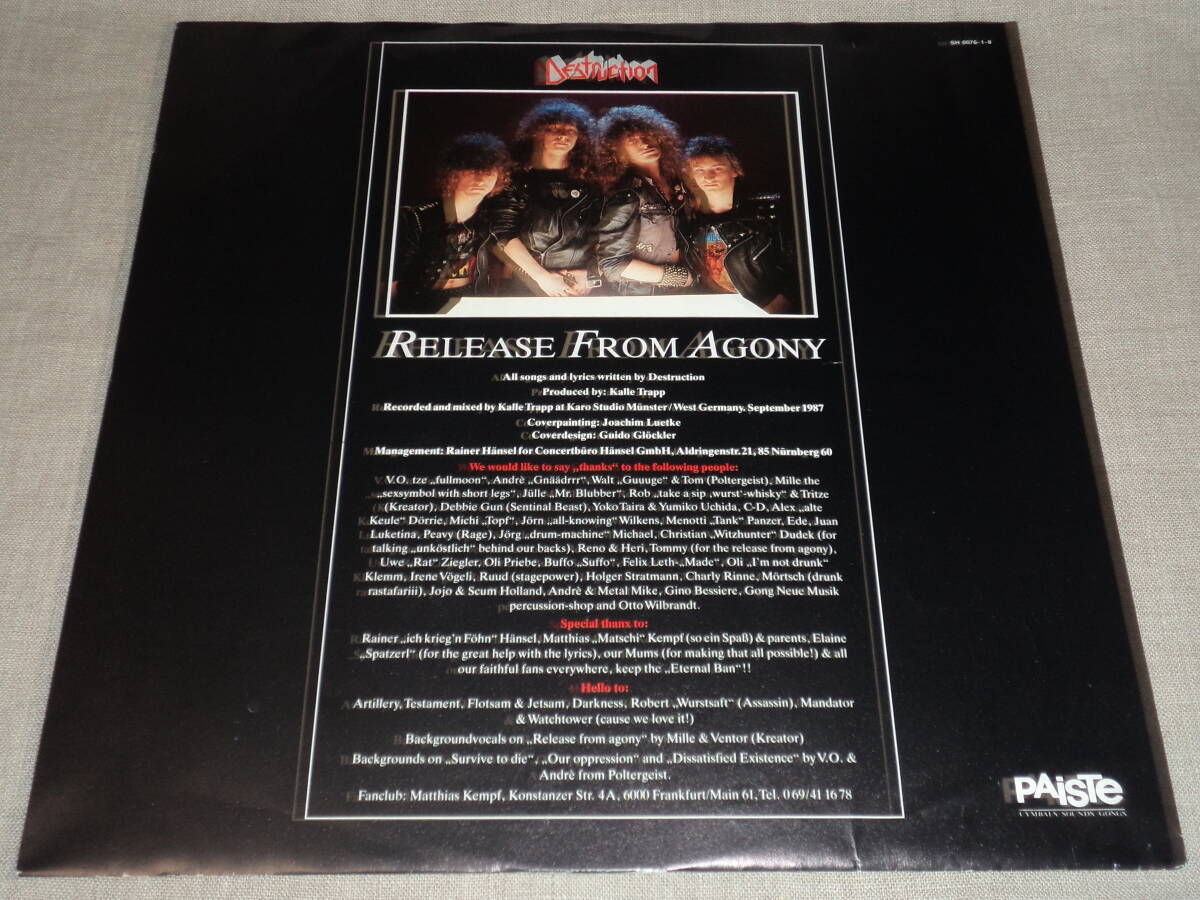 SH 0076-1-8
DESTRUCTION
RELEASE FROM AGONY
All songs and lyrics written by Destruction
Produced by: Kalle Trapp
Recorded and mixed by Kalle Trapp at Karo Studio Münster/West Germany. September 1987
Coverpainting: Joachim Luetke
Coverdesign: Guido Glöckler
Management: Rainer Hänsel for Concertbüro Hänsel GmbH, Aldringenstr. 21, 85 Nürnberg 60
We would like to say „thanks“ to the following people:
V.O. tze „fullmoon“, Andrè „Gnäädrrr“, Walt „Guuuge“ & Tom (Poltergeist), Mille the
„sexsymbol with short legs“, Jülle „Mr. Blubber“, Rob „take a sip ‚wurst‘-whisky“ & Tritze
(Kreator), Debbie Gun (Sentinal Beast), Yoko Taira & Yumiko Uchida, C-D, Alex „alte
Keule“ Dörrie, Michi „Topf“, Jörn „all-knowing“ Wilkens, Menotti „Tank“ Panzer, Ede, Juan
Luketina, Peavy (Rage), Jörg „drum-machine“ Michael, Christian „Witzhunter“ Dudek (for
talking „unköstlich“ behind our backs), Reno & Heri, Tommy (for the release from agony),
Uwe „Rat“ Ziegler, Oli Priebe, Buffo „Suffo“, Felix Leth-„Made“, Oli „I'm not drunk“
Klemm, Irene Vögeli, Ruud (stagepower), Holger Stratmann, Charly Rinne, Mörtsch (drunk
rastafariii), Jojo & Scum Holland, Andrè & Metal Mike, Gino Bessiere, Gong Neue Musik
percussion-shop and Otto Wilbrandt.
Special thanx to:
Rainer „ich krieg'n Föhn“ Hänsel, Matthias „Matschi“ Kempf (so ein Spaß) & parents, Elaine
„Spatzerl“ (for the great help with the lyrics), our Mums (for making that all possible!) & all
our faithful fans everywhere, keep the „Eternal Ban“!!
Hello to:
Artillery, Testament, Flotsam & Jetsam, Darkness, Robert „Wurstsaft“ (Assassin), Mandator
& Watchtower (cause we love it!)
Backgroundvocals on „Release from agony“ by Mille & Ventor (Kreator)
Backgrounds on „Survive to die“, „Our oppression“ and „Dissatisfied Existence“ by V.O. &
Andrè from Poltergeist.
Fanclub: Matthias Kempf, Konstanzer Str. 4A, 6000 Frankfurt/Main 61, Tel. 0 69/41 16 78
PAiSTe
CYMBALS SOUNDS GONGS